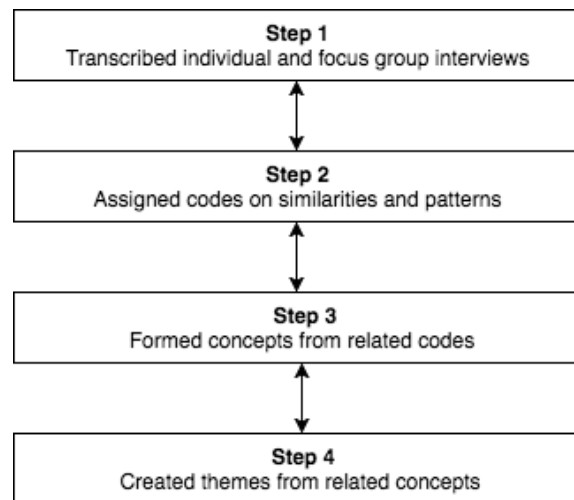 Step 1
Transcribed individual and focus group interviews
Step 2
Assigned codes on similarities and patterns
Step 3
Formed concepts from related codes
Step 4
Created themes from related concepts